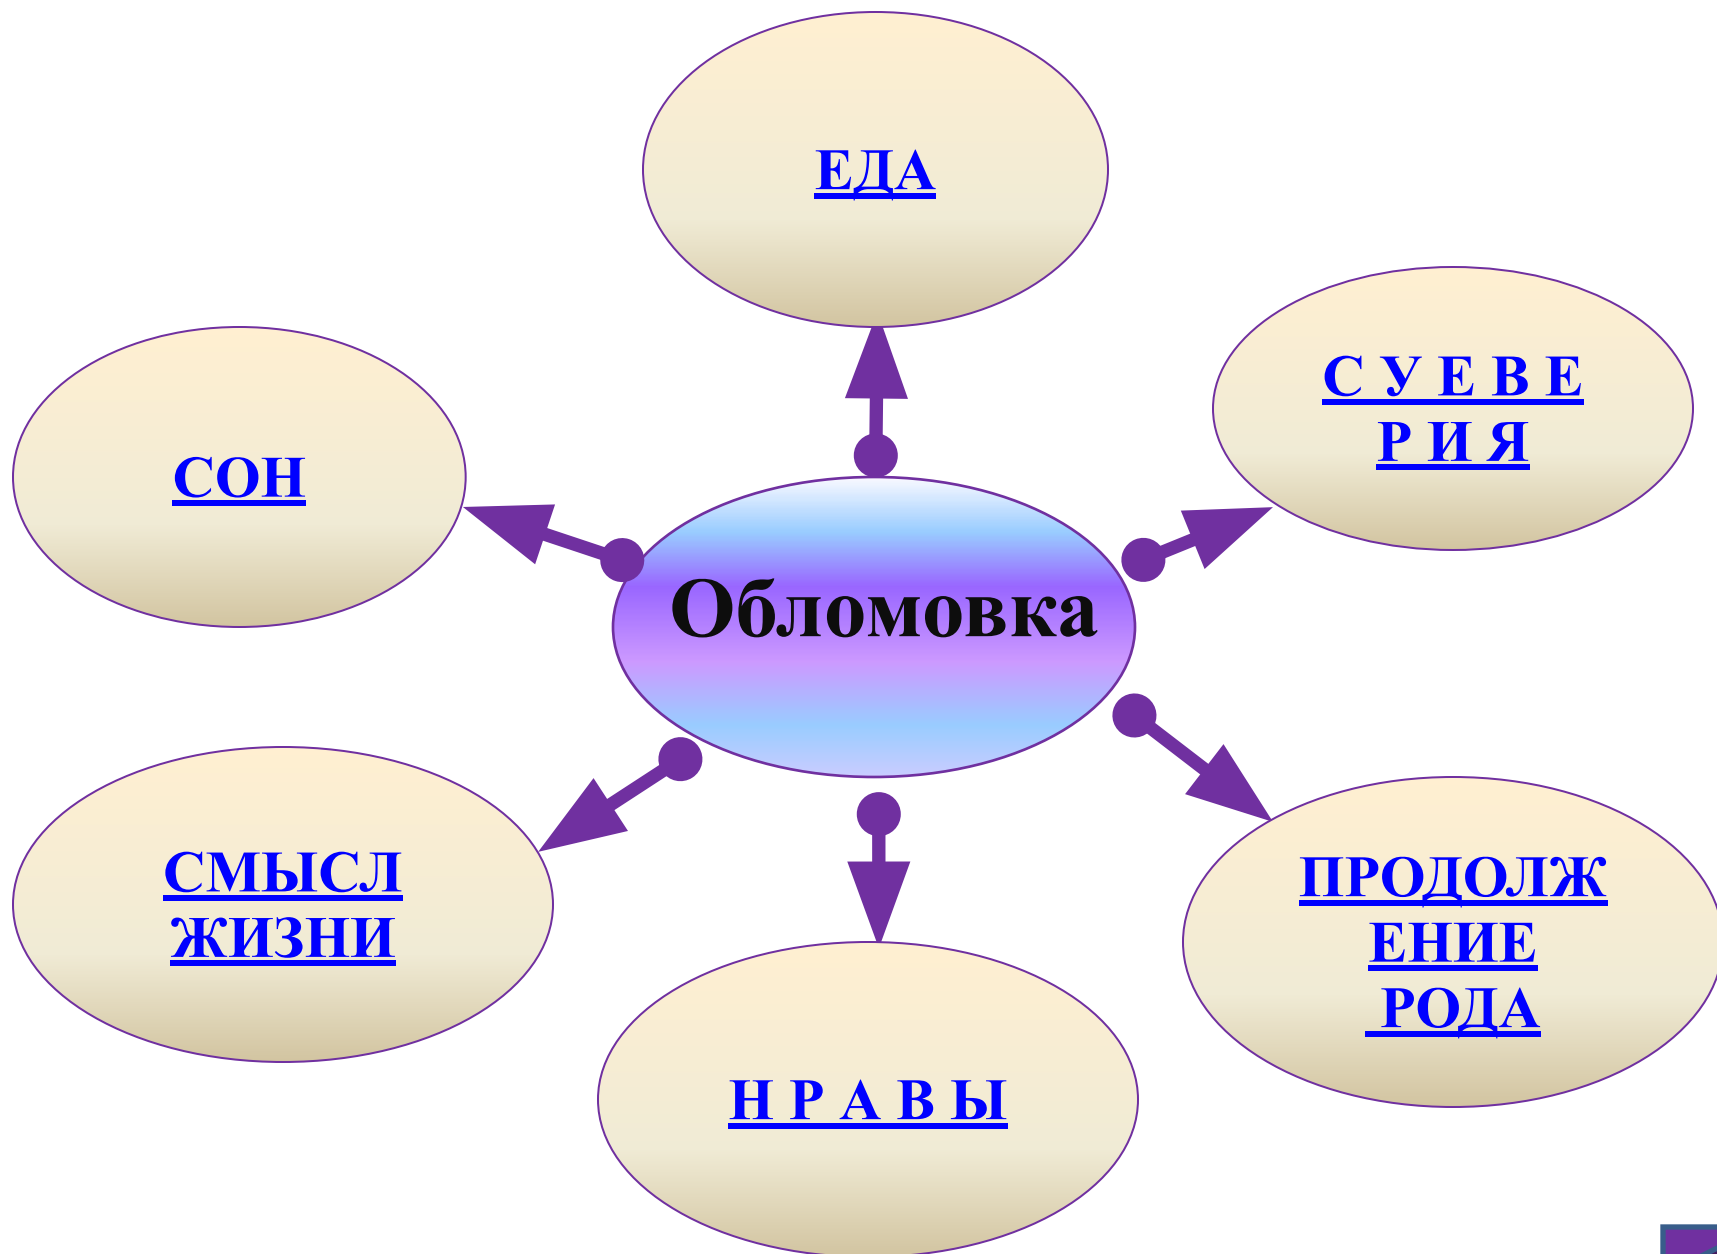 ЕДА
С У Е В Е
Р И Я
СОН
Обломовка
СМЫСЛ
ЖИЗНИ
ПРОДОЛЖ
ЕНИЕ
РОДА
Н Р А В Ы